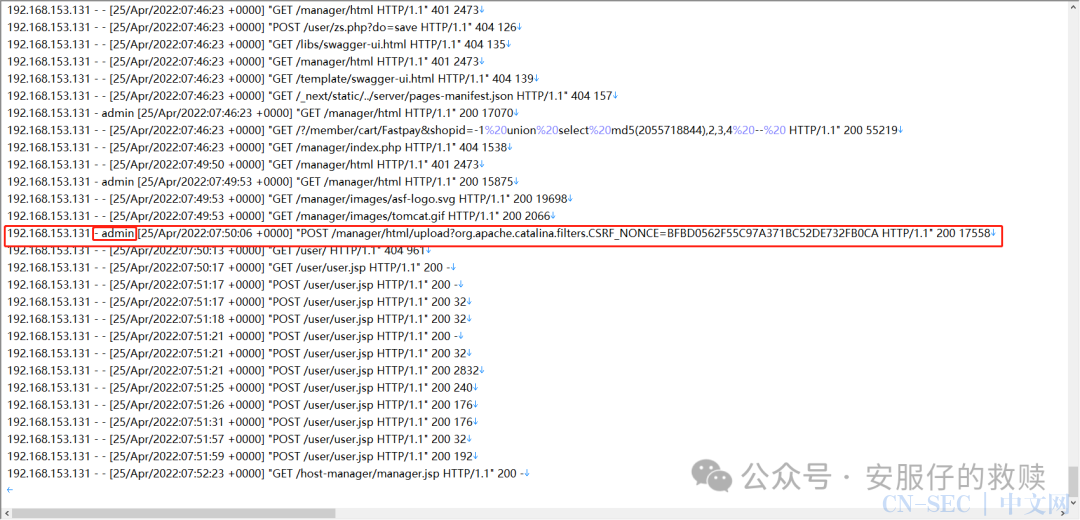 192.168.153.131 - - [25/Apr/2022:07:46:23 +0000] "GET /manager/html HTTP/1.1" 401 2473↓
192.168.153.131 - - [25/Apr/2022:07:46:23 +0000] "POST /user/zs.php?do=save HTTP/1.1" 404 126↓
192.168.153.131 - - [25/Apr/2022:07:46:23 +0000] "GET /libs/swagger-ui.html HTTP/1.1" 404 135↓
192.168.153.131 - - [25/Apr/2022:07:46:23 +0000] "GET /manager/html HTTP/1.1" 401 2473↓
192.168.153.131 - - [25/Apr/2022:07:46:23 +0000] "GET /template/swagger-ui.html HTTP/1.1" 404 139↓
192.168.153.131 - - [25/Apr/2022:07:46:23 +0000] "GET /_next/static/../server/pages-manifest.json HTTP/1.1" 404 157↓
192.168.153.131 - admin [25/Apr/2022:07:46:23 +0000] "GET /manager/html HTTP/1.1" 200 17070↓
192.168.153.131 - - [25/Apr/2022:07:46:23 +0000] "GET /?/member/cart/Fastpay&shopid=-1%20union%20select%20md5(2055718844),2,3,4%20--%20 HTTP/1.1" 200 55219↓
192.168.153.131 - - [25/Apr/2022:07:46:23 +0000] "GET /manager/index.php HTTP/1.1" 404 1538↓
192.168.153.131 - - [25/Apr/2022:07:49:50 +0000] "GET /manager/html HTTP/1.1" 401 2473↓
192.168.153.131 - admin [25/Apr/2022:07:49:53 +0000] "GET /manager/html HTTP/1.1" 200 15875↓
192.168.153.131 - - [25/Apr/2022:07:49:53 +0000] "GET /manager/images/asf-logo.svg HTTP/1.1" 200 19698↓
192.168.153.131 - - [25/Apr/2022:07:49:53 +0000] "GET /manager/images/tomcat.gif HTTP/1.1" 200 2066↓
192.168.153.131 - admin [25/Apr/2022:07:50:06 +0000] "POST /manager/html/upload?org.apache.catalina.filters.CSRF_NONCE=BFBD0562F55C97A371BC52DE732FB0CA HTTP/1.1" 200 17558↓
192.168.153.131 - - [25/Apr/2022:07:50:13 +0000] "GET /user/ HTTP/1.1" 404 961↓
192.168.153.131 - - [25/Apr/2022:07:50:17 +0000] "GET /user/user.jsp HTTP/1.1" 200 -↓
192.168.153.131 - - [25/Apr/2022:07:51:17 +0000] "POST /user/user.jsp HTTP/1.1" 200 -↓
192.168.153.131 - - [25/Apr/2022:07:51:17 +0000] "POST /user/user.jsp HTTP/1.1" 200 32↓
192.168.153.131 - - [25/Apr/2022:07:51:18 +0000] "POST /user/user.jsp HTTP/1.1" 200 32↓
192.168.153.131 - - [25/Apr/2022:07:51:21 +0000] "POST /user/user.jsp HTTP/1.1" 200 -↓
192.168.153.131 - - [25/Apr/2022:07:51:21 +0000] "POST /user/user.jsp HTTP/1.1" 200 32↓
192.168.153.131 - - [25/Apr/2022:07:51:21 +0000] "POST /user/user.jsp HTTP/1.1" 200 2832↓
192.168.153.131 - - [25/Apr/2022:07:51:25 +0000] "POST /user/user.jsp HTTP/1.1" 200 240↓
192.168.153.131 - - [25/Apr/2022:07:51:26 +0000] "POST /user/user.jsp HTTP/1.1" 200 176↓
192.168.153.131 - - [25/Apr/2022:07:51:31 +0000] "POST /user/user.jsp HTTP/1.1" 200 176↓
192.168.153.131 - - [25/Apr/2022:07:51:57 +0000] "POST /user/user.jsp HTTP/1.1" 200 32↓
192.168.153.131 - - [25/Apr/2022:07:51:59 +0000] "POST /user/user.jsp HTTP/1.1" 200 192↓
192.168.153.131 - - [25/Apr/2022:07:52:23 +0000] "GET /host-manager/manager.jsp HTTP/1.1" 200 -↓
←
公众号 · 安服仔的救赎
CN-SEC | 中文网